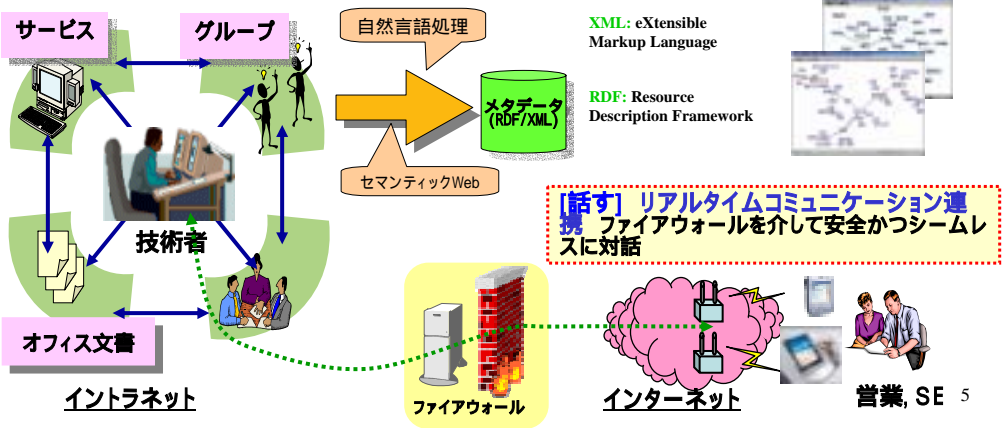 サービス
グループ
自然言語処理
XML: eXtensible
Markup Language
メタデータ
(RDF/XML)
RDF: Resource
Description Framework
セマンティックWeb
[話す] リアルタイムコミュニケーション連
携 ファイアウォールを介して安全かつシームレ
スに対話
技術者
オフィス文書
イントラネット
ファイアウォール
インターネット
営業, SE
5